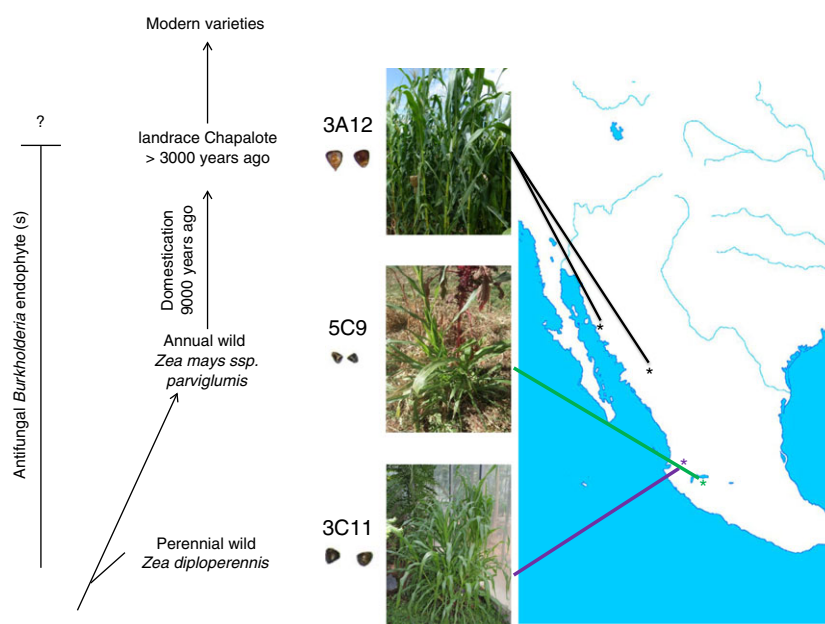 Modern varieties
?
landrace Chapalote
> 3000 years ago
3A12
Antifungal Burkholderia endophyte (s)
Domestication
9000 years ago
5C9
Annual wild
Zea mays ssp.
parviglumis
3C11
Perennial wild
Zea diploperennis
*
*
*
*